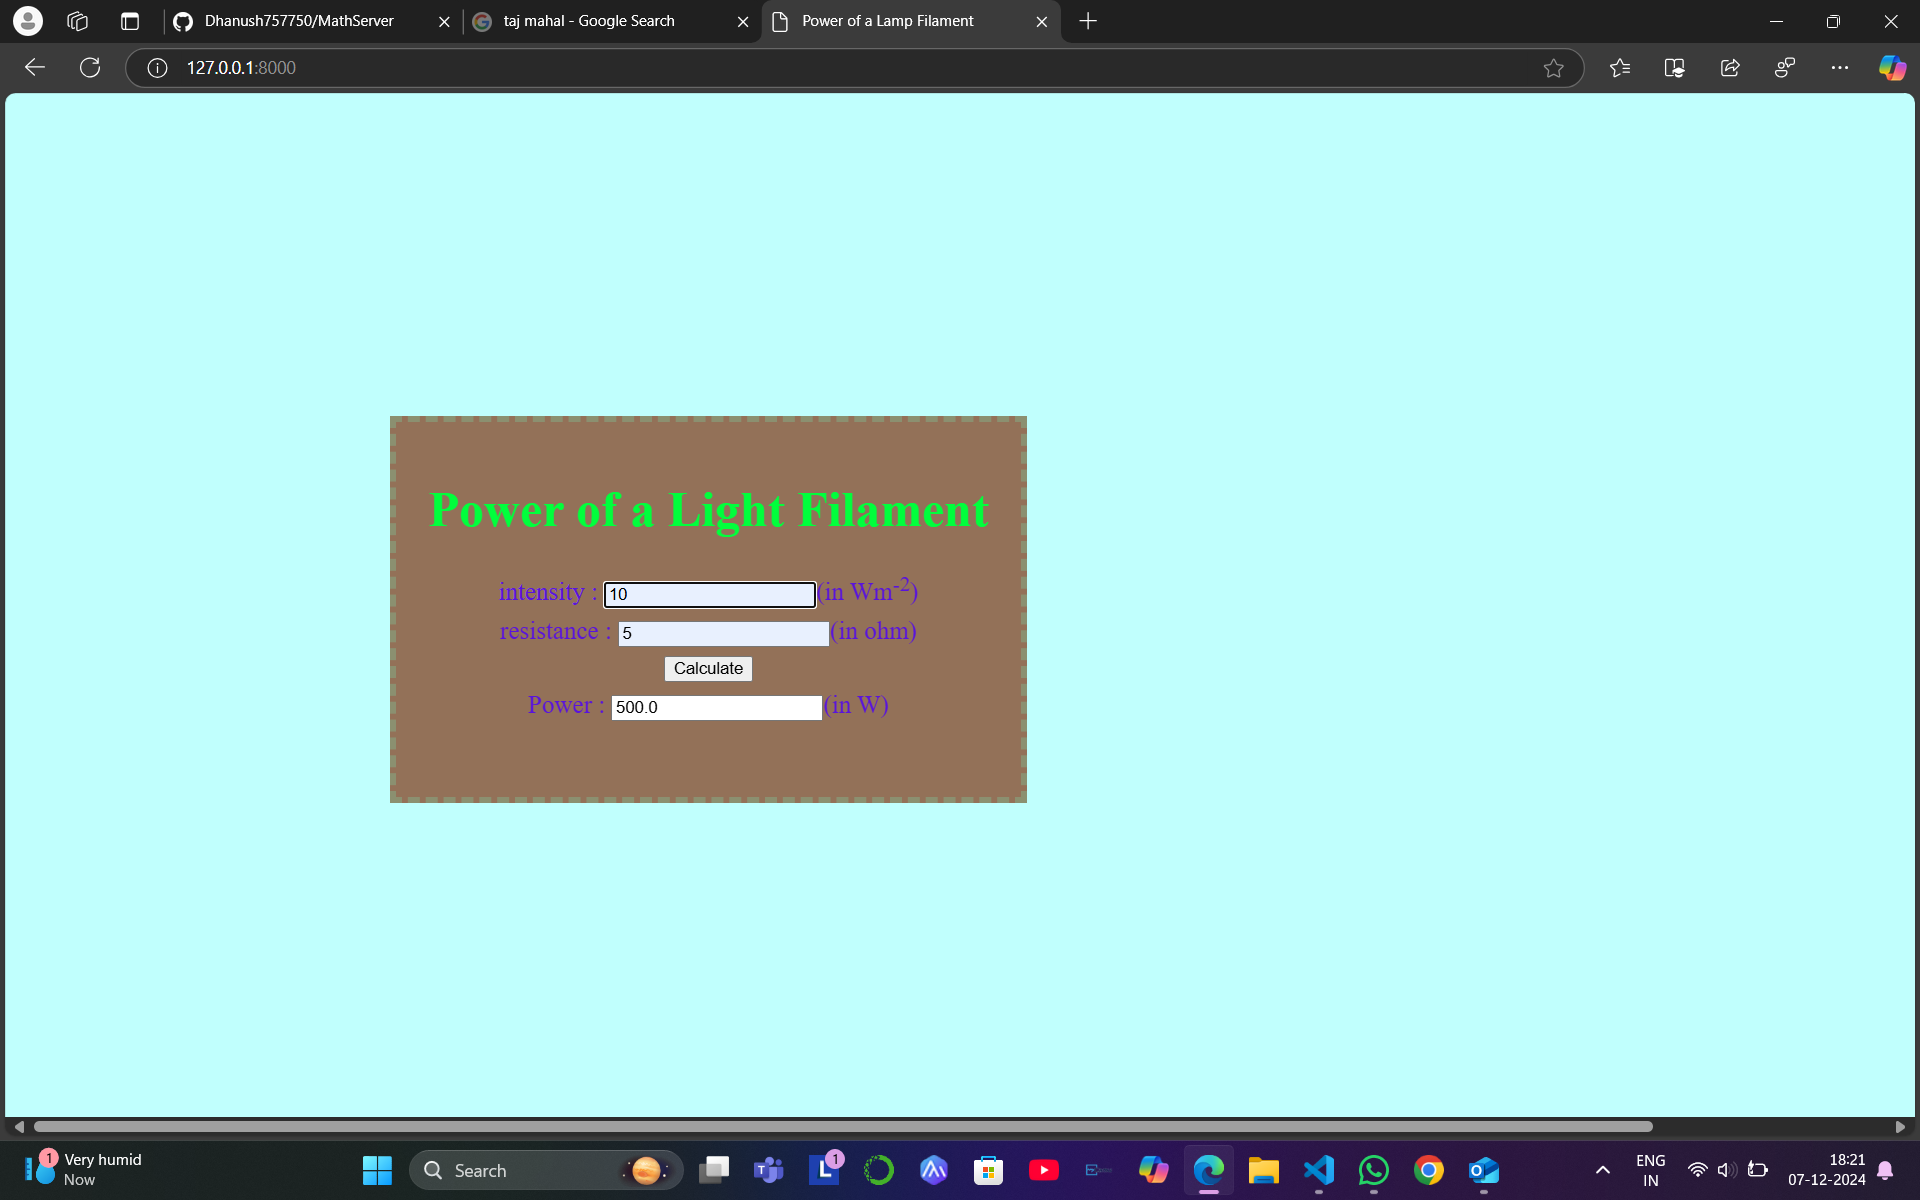 Dhanush757750/MathServer
taj mahal - Google Search
Power of a Lamp Filament
127.0.0.1:8000
Power of a Light Filament
intensity : 10 (in Wm-2)
resistance : 5 (in ohm)
Calculate
Power : 500.0 (in W)
1
Very humid
Now
Search
1
L
ENG
IN
18:21
07-12-2024